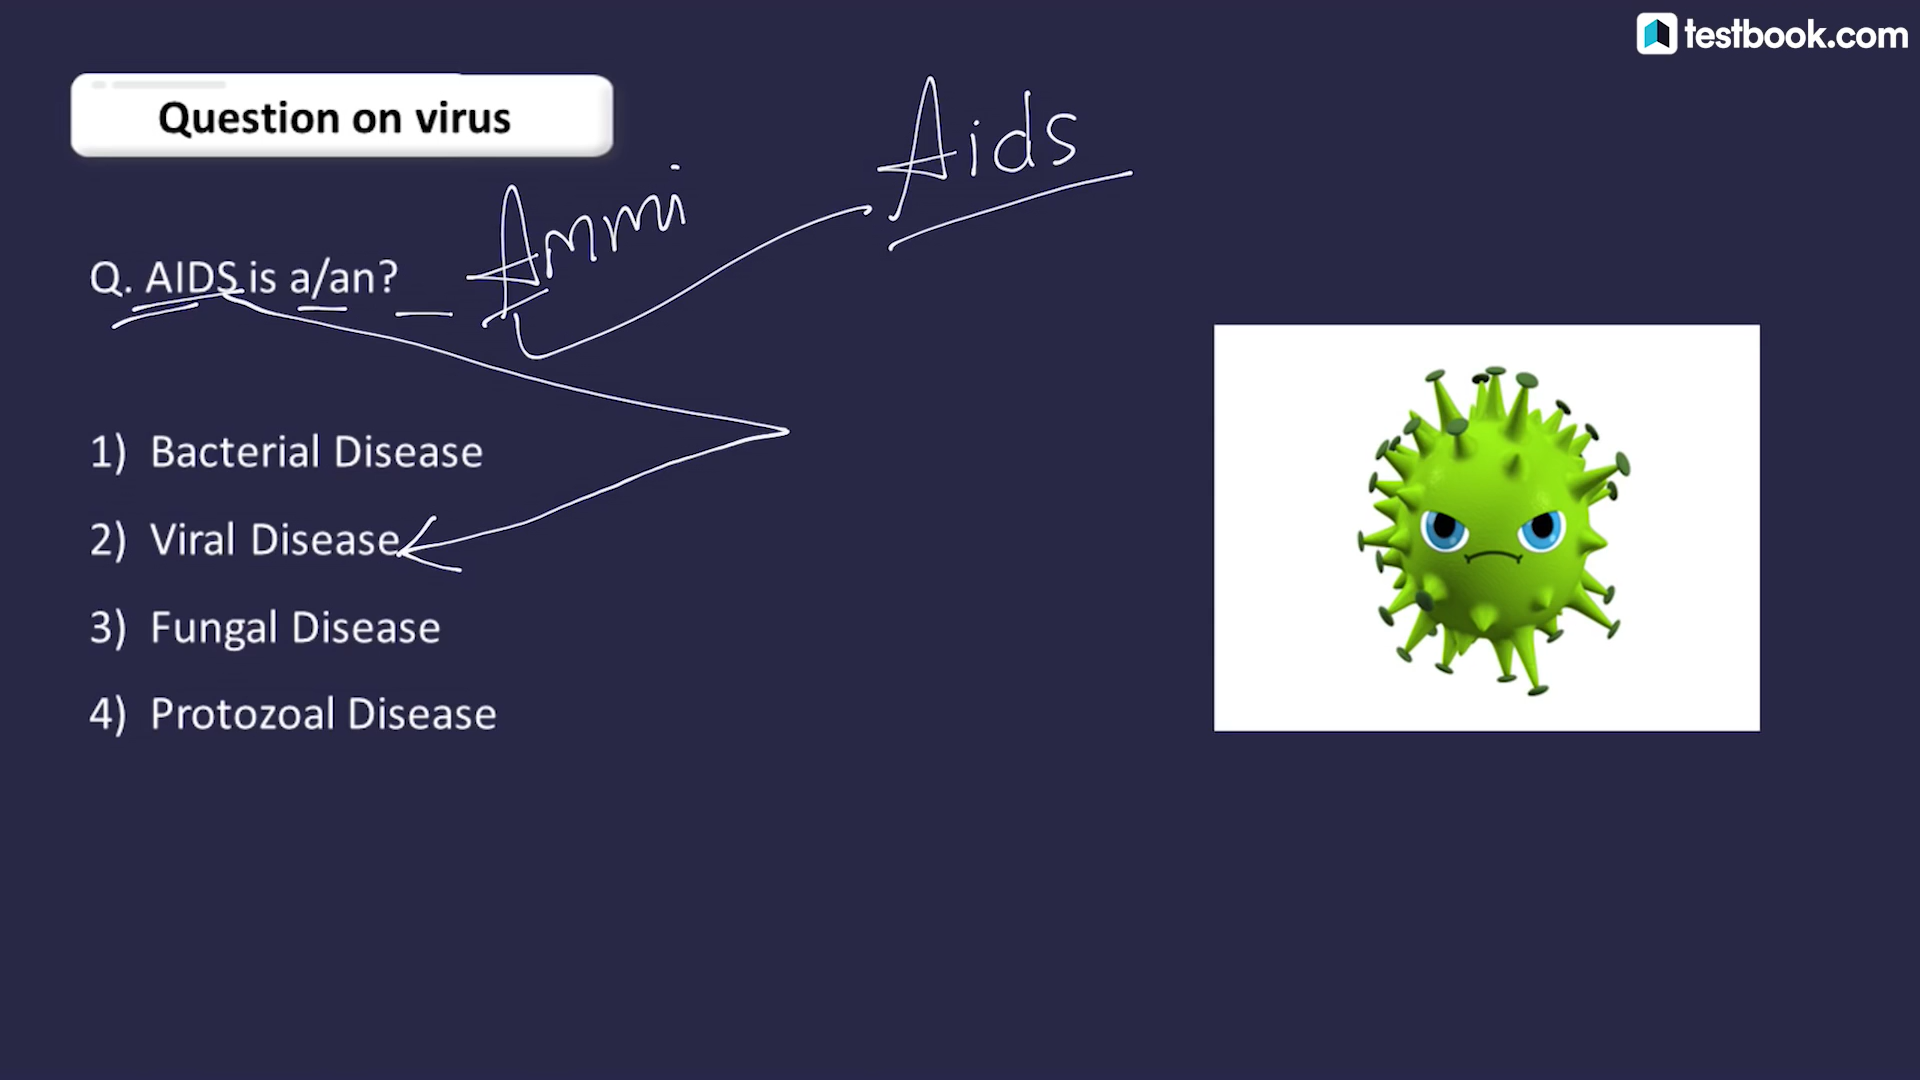 testbook.com
Question on virus
Aids
Ammi
Q. AIDS is a/an?
1) Bacterial Disease
2) Viral Disease
3) Fungal Disease
4) Protozoal Disease